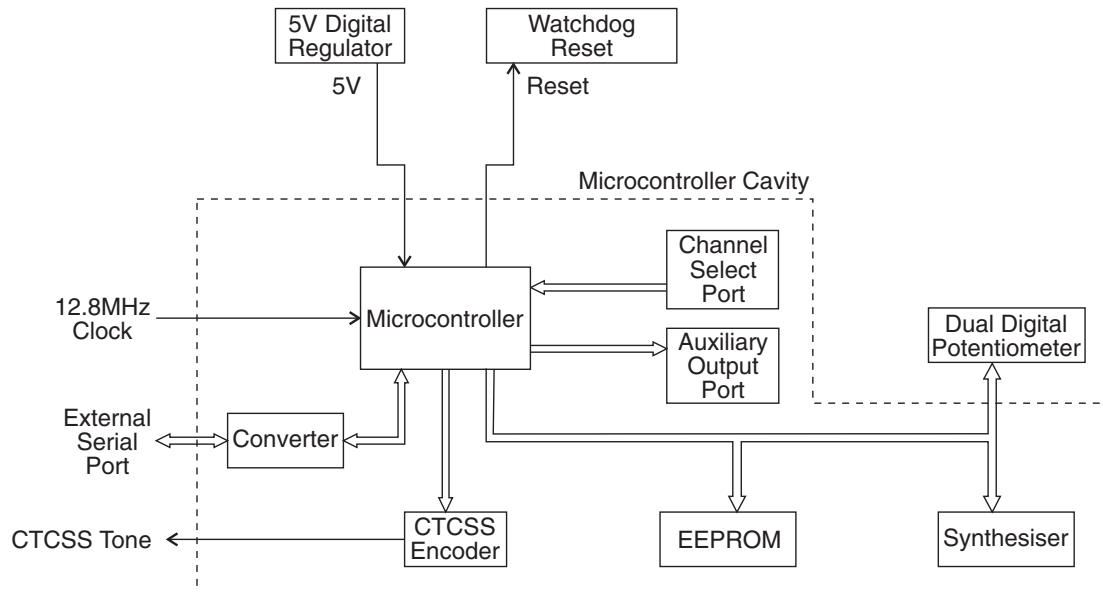 5V Digital
Regulator
Watchdog
Reset
5V
Reset
Microcontroller Cavity
Channel
Select
Port
12.8MHz
Clock
Microcontroller
Auxiliary
Output
Port
Dual Digital
Potentiometer
External
Serial
Port
Converter
CTCSS Tone
CTCSS
Encoder
EEPROM
Synthesiser